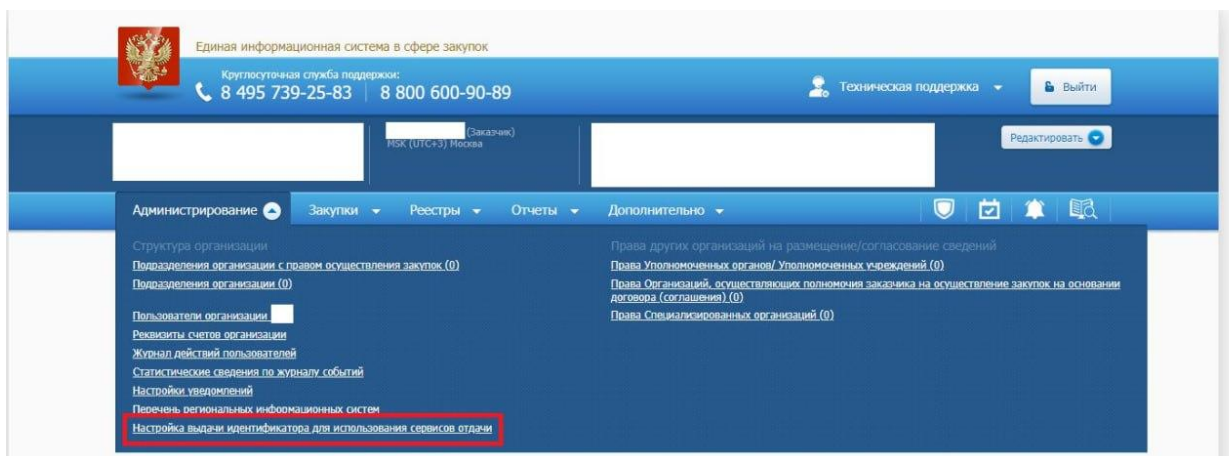 Единая информационная система в сфере закупок
Круглосуточная служба поддержки:
8 495 739-25-83 8 800 600-90-89
Техническая поддержка
Выйти
(Заказчик)
MSK (UTC+3) Москва
Редактировать
Администрирование Закупки Реестры Отчеты Дополнительно
Структура организации
Подразделения организации с правом осуществления закупок (0)
Подразделения организации (0)
Пользователи организации
Реквизиты счетов организации
Журнал действий пользователей
Статистические сведения по журналу событий
Настройки уведомлений
Перечень региональных информационных систем
Настройка выдачи идентификатора для использования сервисов отдачи
Права других организаций на размещение/согласование сведений
Права Уполномоченных органов/ Уполномоченных учреждений (0)
Права Организаций, осуществляющих полномочия заказчика на осуществление закупок на основании
договора (соглашения) (0)
Права Специализированных организаций (0)